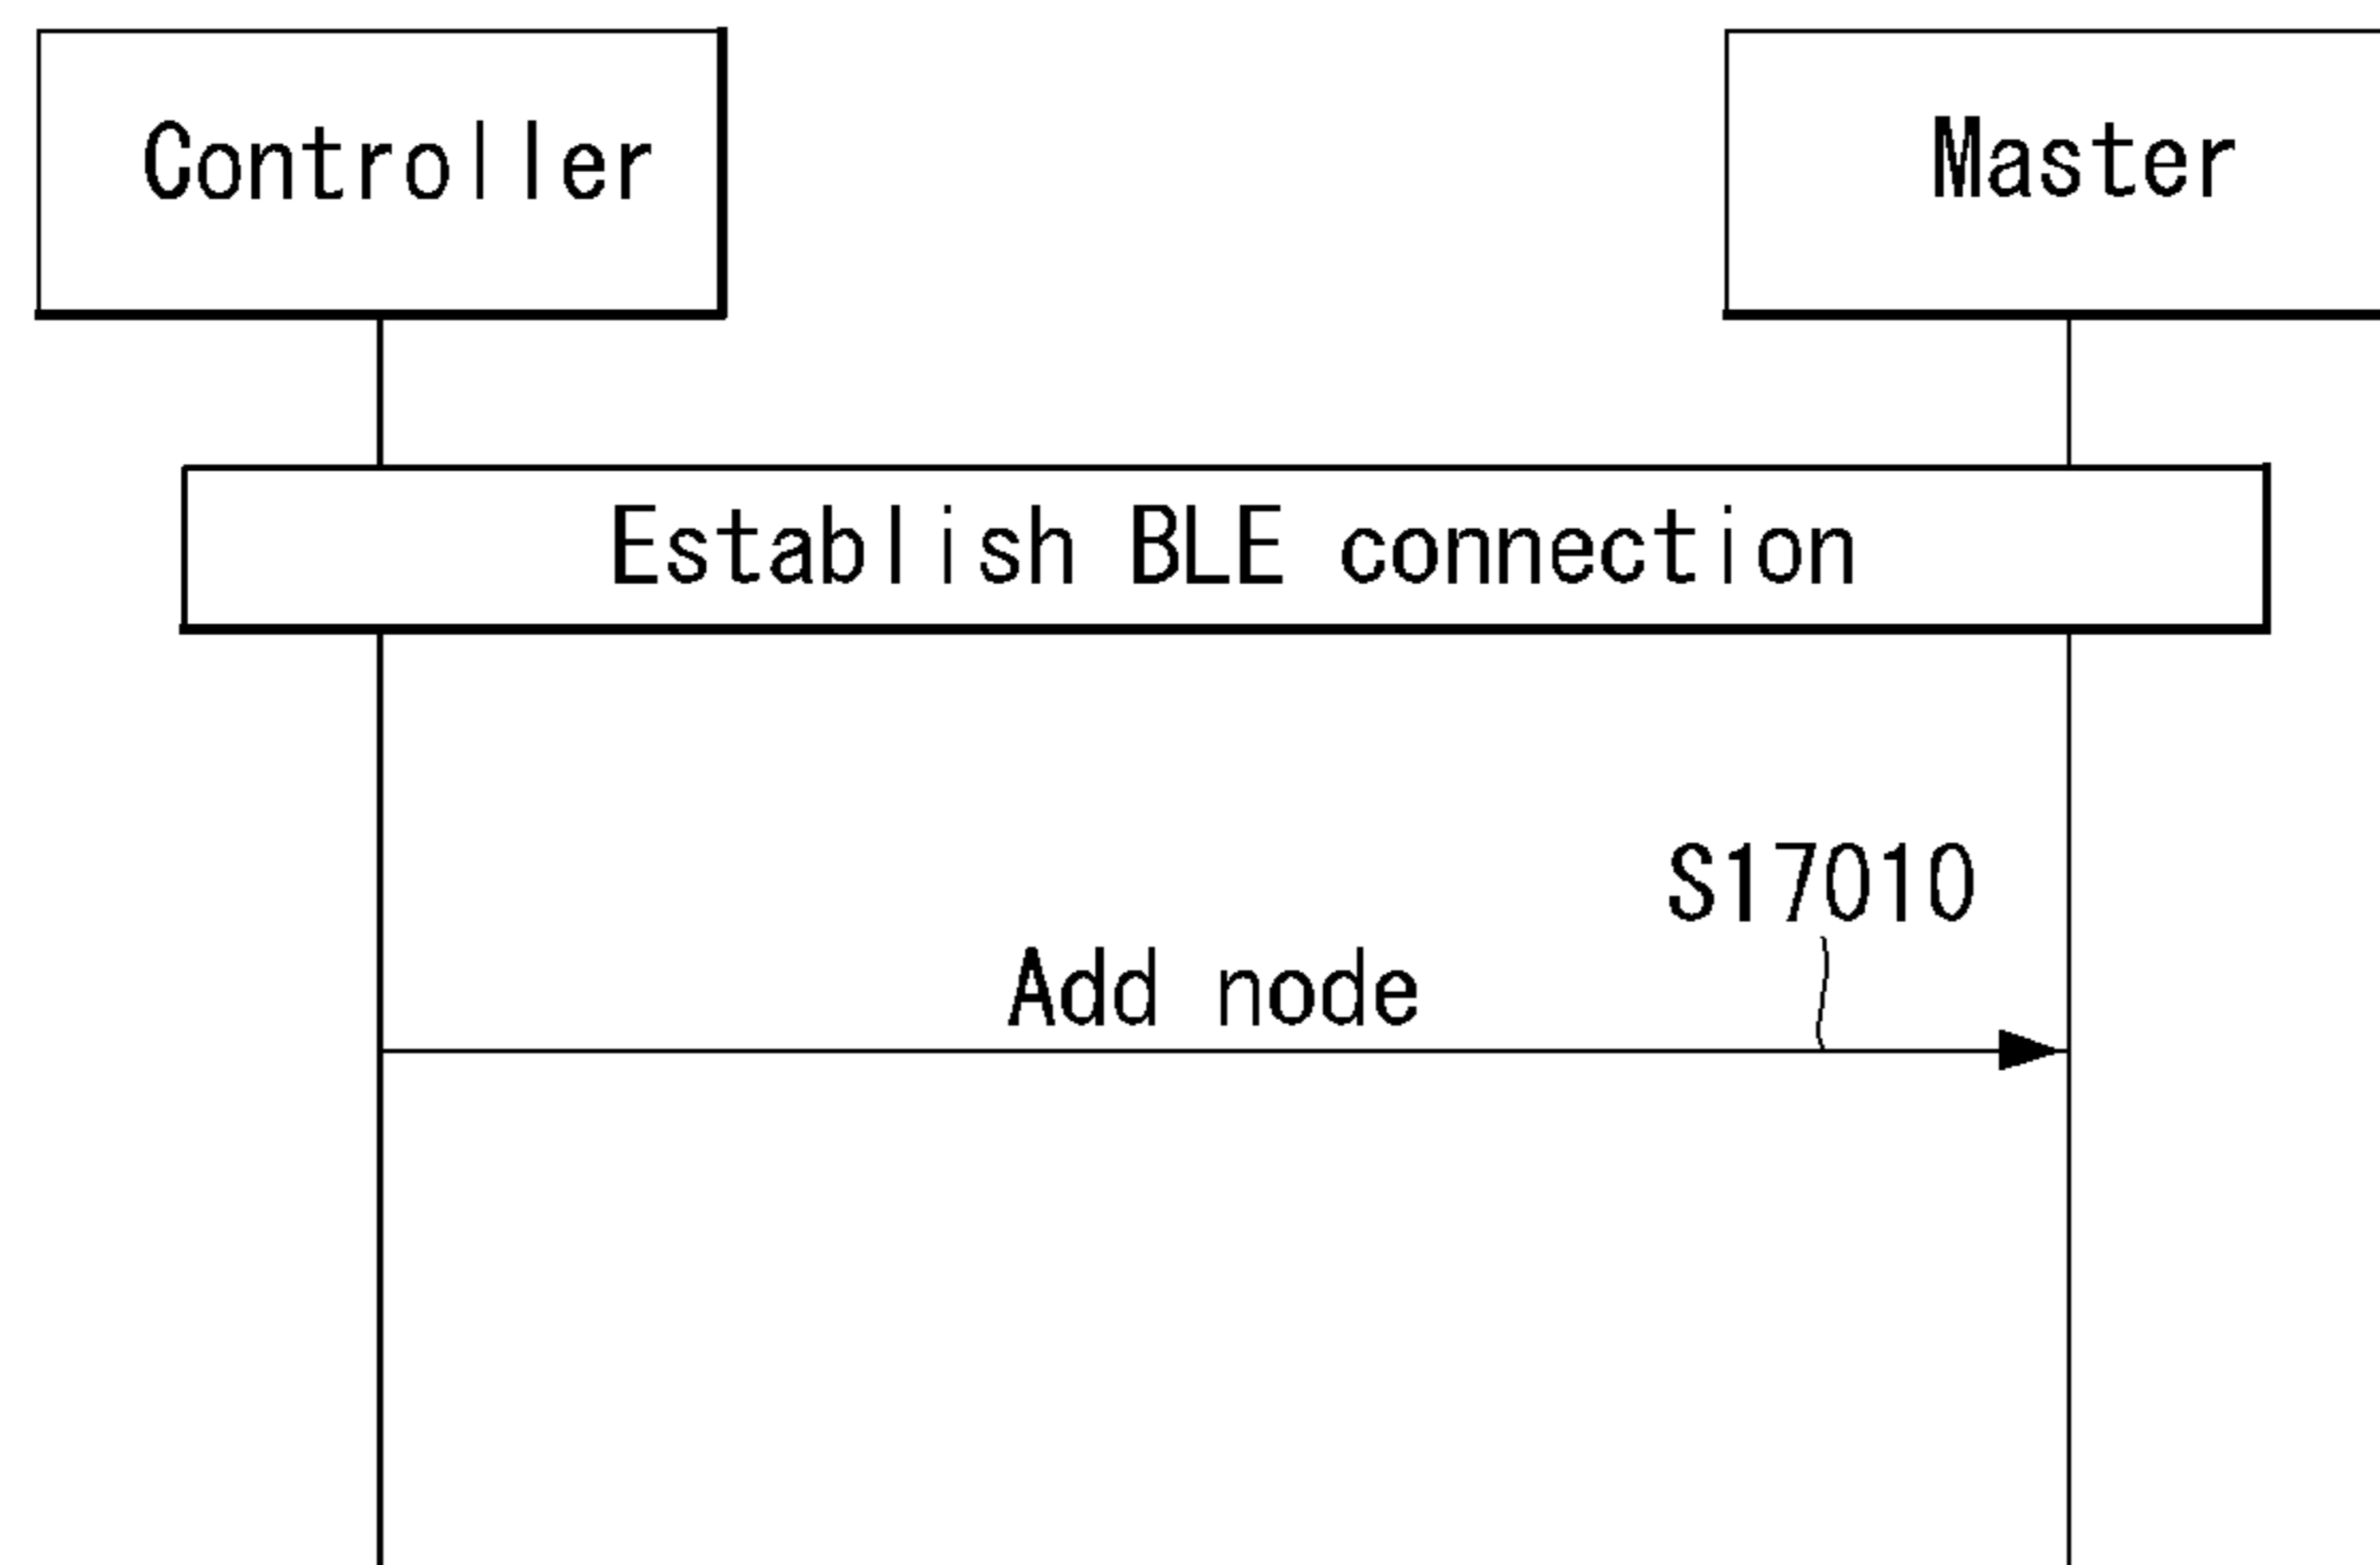 Controller
Master
Establish BLE connection
S17010
Add node